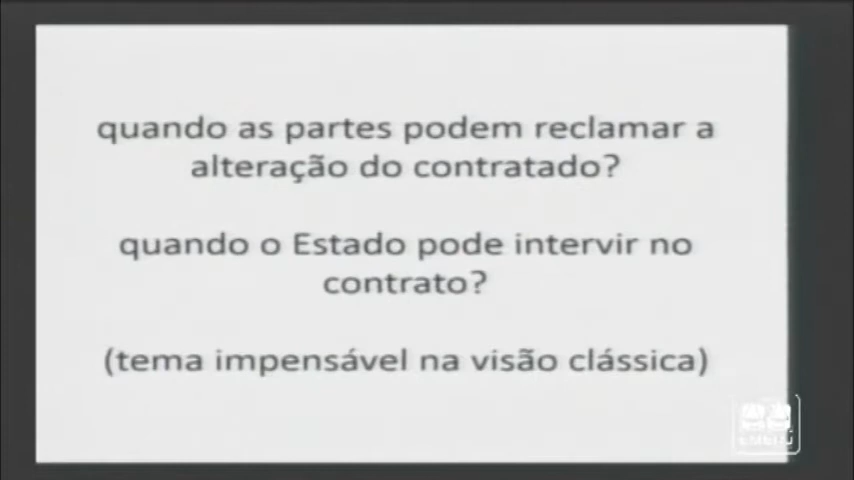 quando as partes podem reclamar a
alteração do contratado?
quando o Estado pode intervir no
contrato?
(tema impensável na visão clássica)